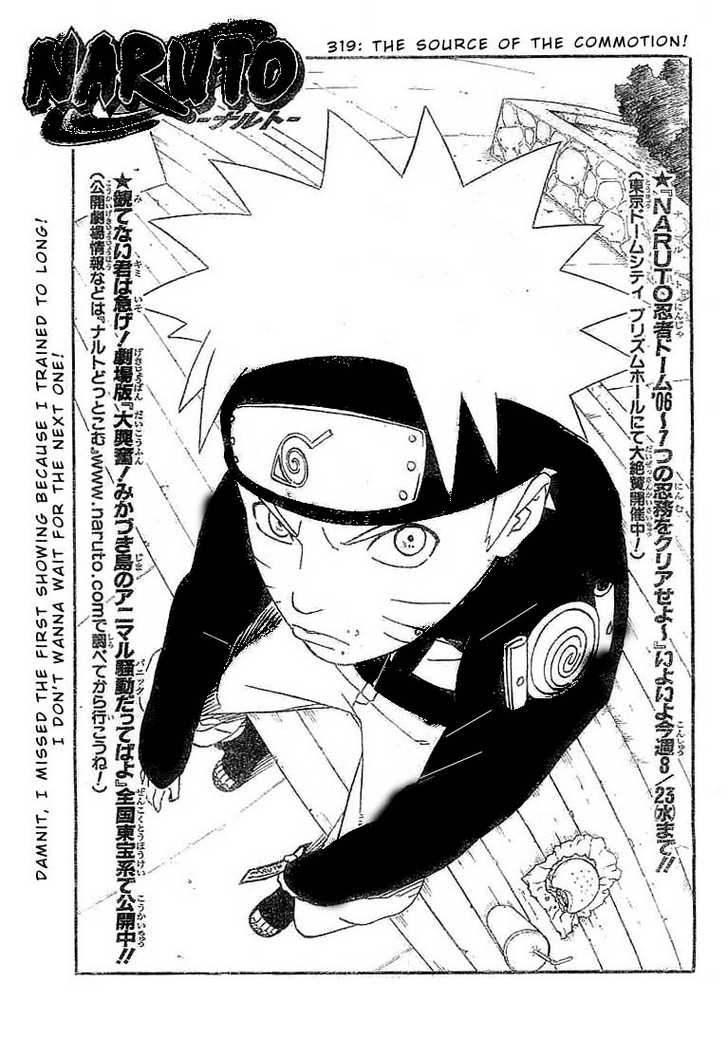 NARUTO
-ナルト-
319: THE SOURCE OF THE COMMOTION!
★『NARUTO忍者ドーム'06〜7つの忍務をクリアせよ〜』いよいよ今週8/23(水)まで!!
(東京ドームシティ プリズムホールにて大絶賛開催中!)
★観てない君は急げ!劇場版『大興奮!みかづき島のアニマル騒動だってばよ』全国東宝系で公開中!!
(公開劇場情報などは『ナルトどっとこむ』www.naruto.comで調べてから行こうね!)
DAMNIT, I MISSED THE FIRST SHOWING BECAUSE I TRAINED TO LONG!
I DON'T WANNA WAIT FOR THE NEXT ONE!